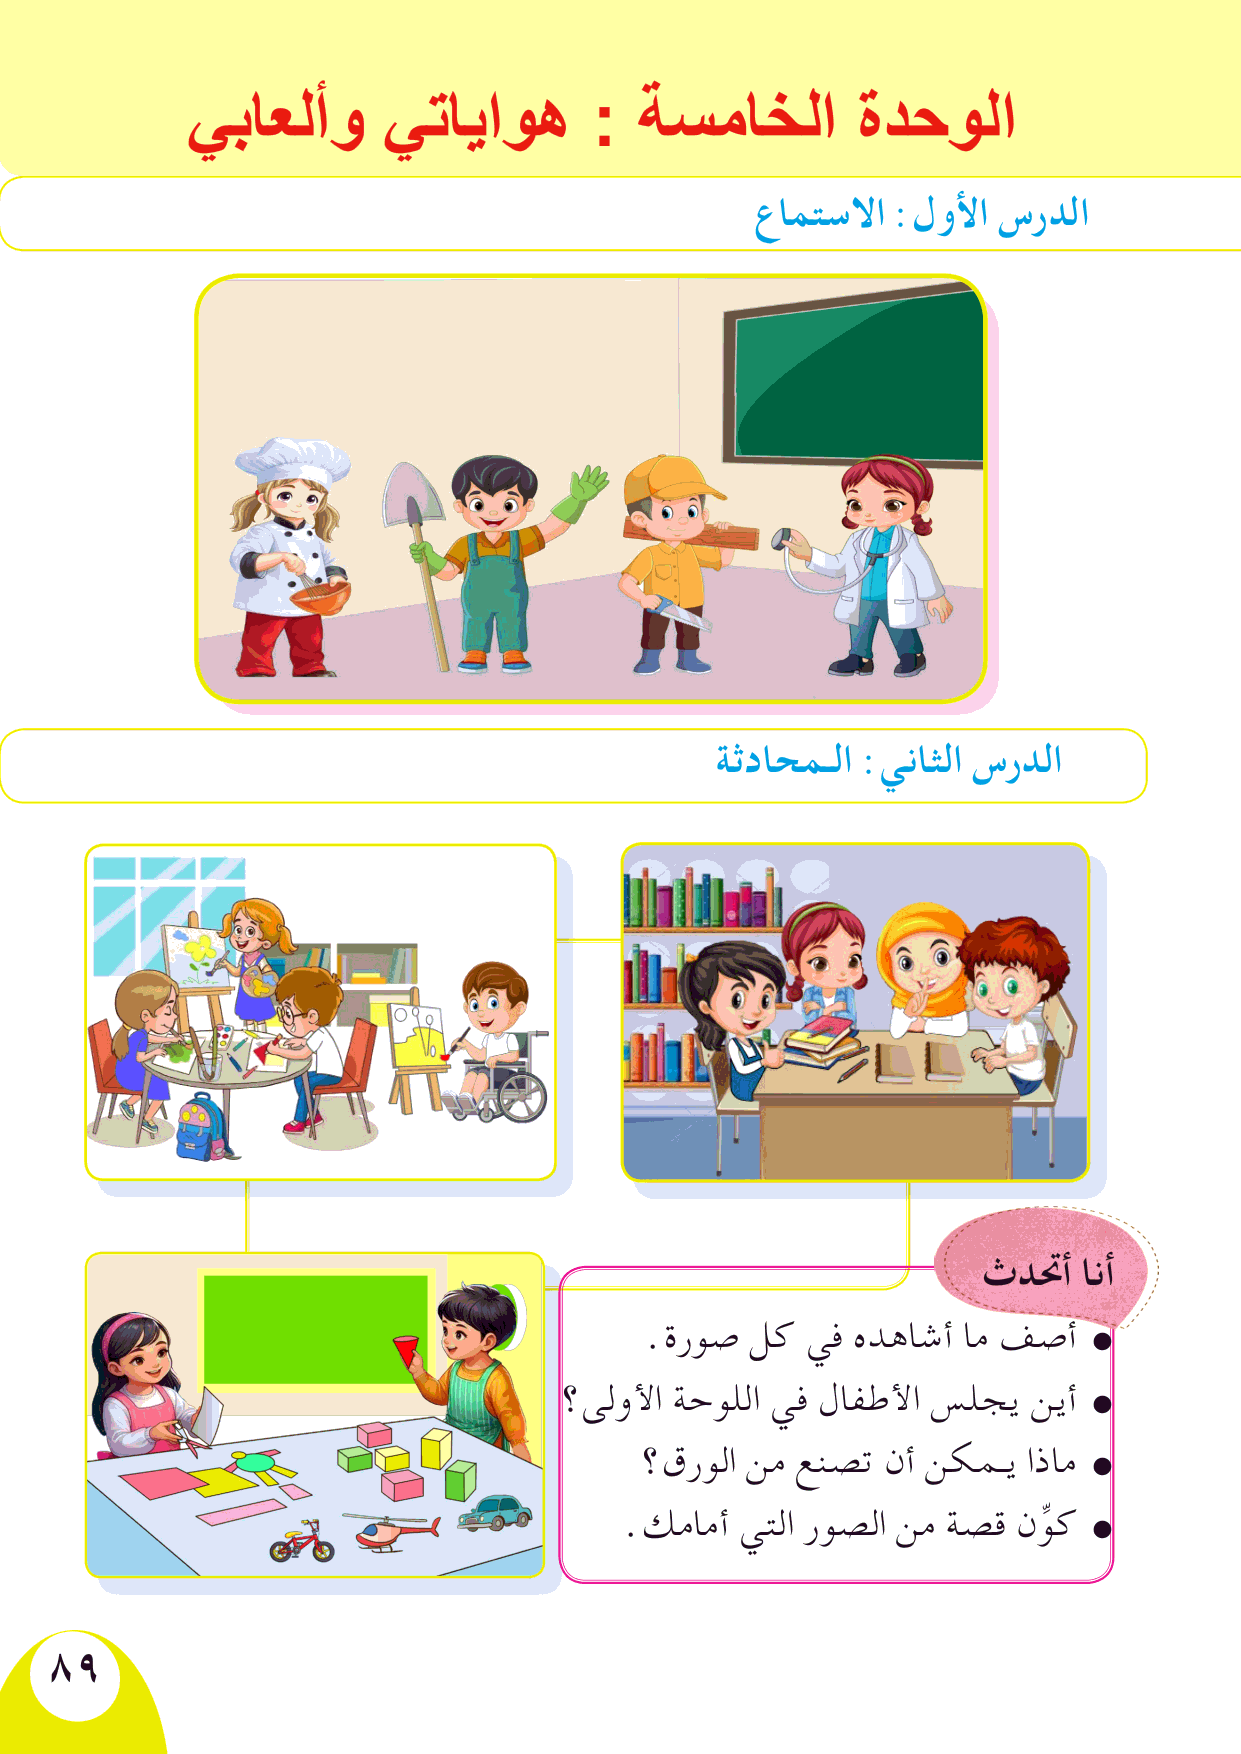 الوحدة الخامسة : هواياتي وألعابي
الدرس الأول : الاستماع
الدرس الثاني : المحادثة
أنا أتحدث
● أصف ما أشاهده في كل صورة .
● أين يجلس الأطفال في اللوحة الأولى؟
● ماذا يمكن أن تصنع من الورق؟
● كوِّن قصة من الصور التي أمامك .
٨٩